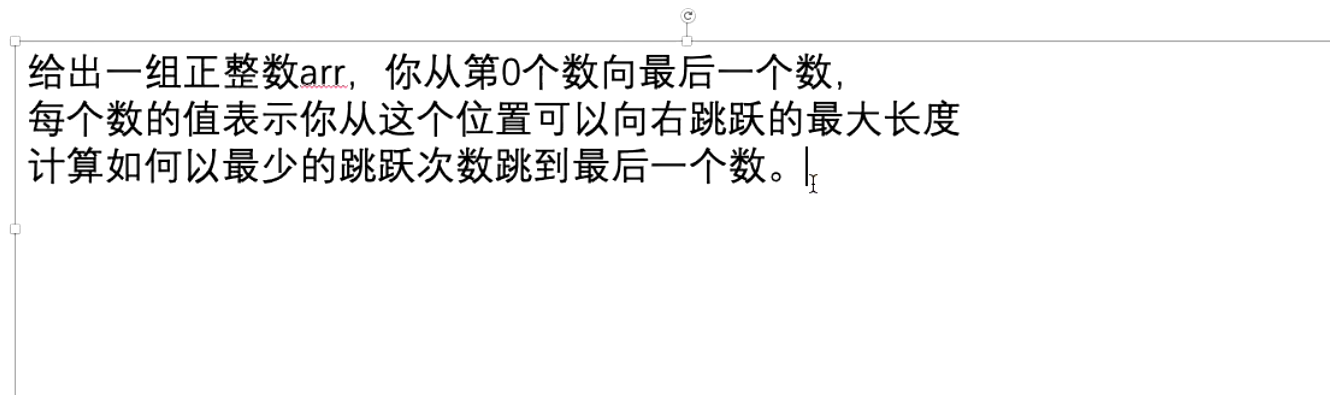 给出一组正整数arr，你从第0个数向最后一个数，
每个数的值表示你从这个位置可以向右跳跃的最大长度
计算如何以最少的跳跃次数跳到最后一个数。